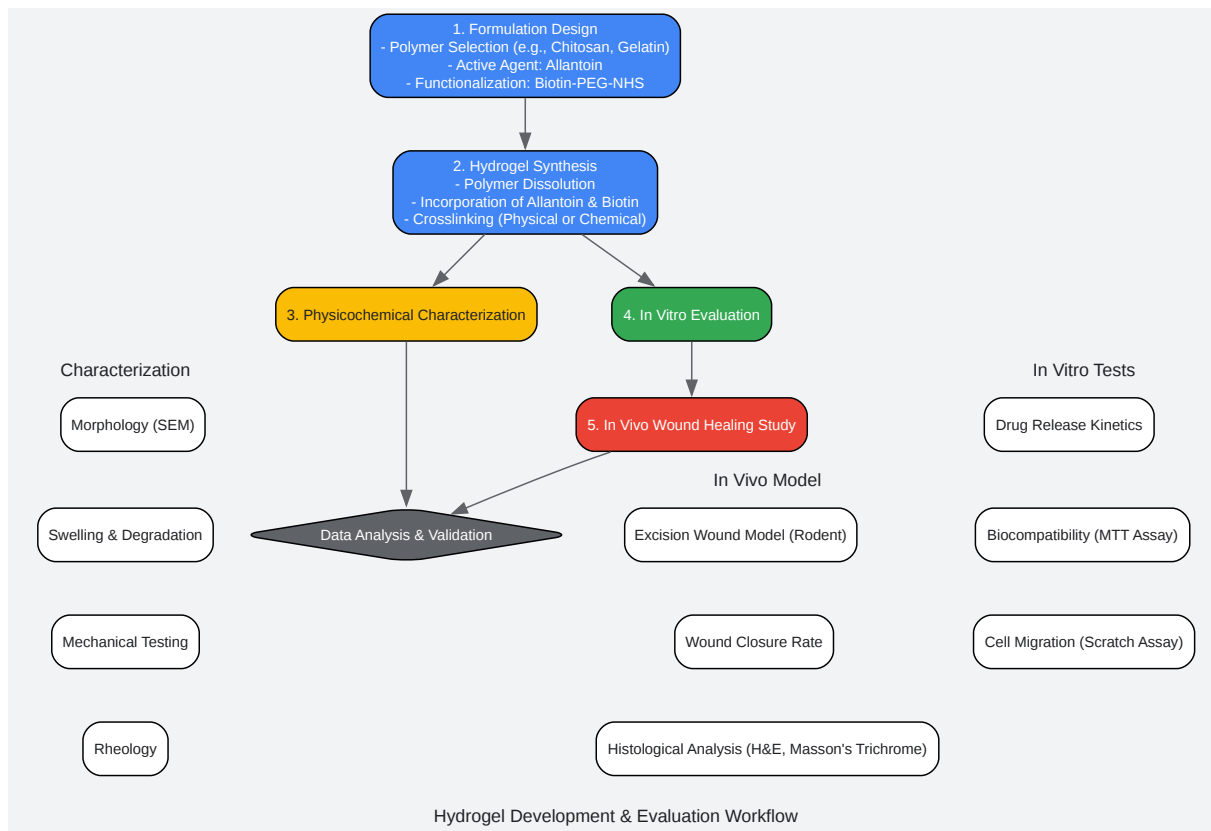 1. Formulation Design
- Polymer Selection (e.g., Chitosan, Gelatin)
- Active Agent: Allantoin
- Functionalization: Biotin-PEG-NHS
2. Hydrogel Synthesis
- Polymer Dissolution
- Incorporation of Allantoin & Biotin
- Crosslinking (Physical or Chemical)
3. Physicochemical Characterization
4. In Vitro Evaluation
5. In Vivo Wound Healing Study
Data Analysis & Validation
Characterization
Morphology (SEM)
Swelling & Degradation
Mechanical Testing
Rheology
In Vivo Model
Excision Wound Model (Rodent)
Wound Closure Rate
Histological Analysis (H&E, Masson's Trichrome)
In Vitro Tests
Drug Release Kinetics
Biocompatibility (MTT Assay)
Cell Migration (Scratch Assay)
Hydrogel Development & Evaluation Workflow